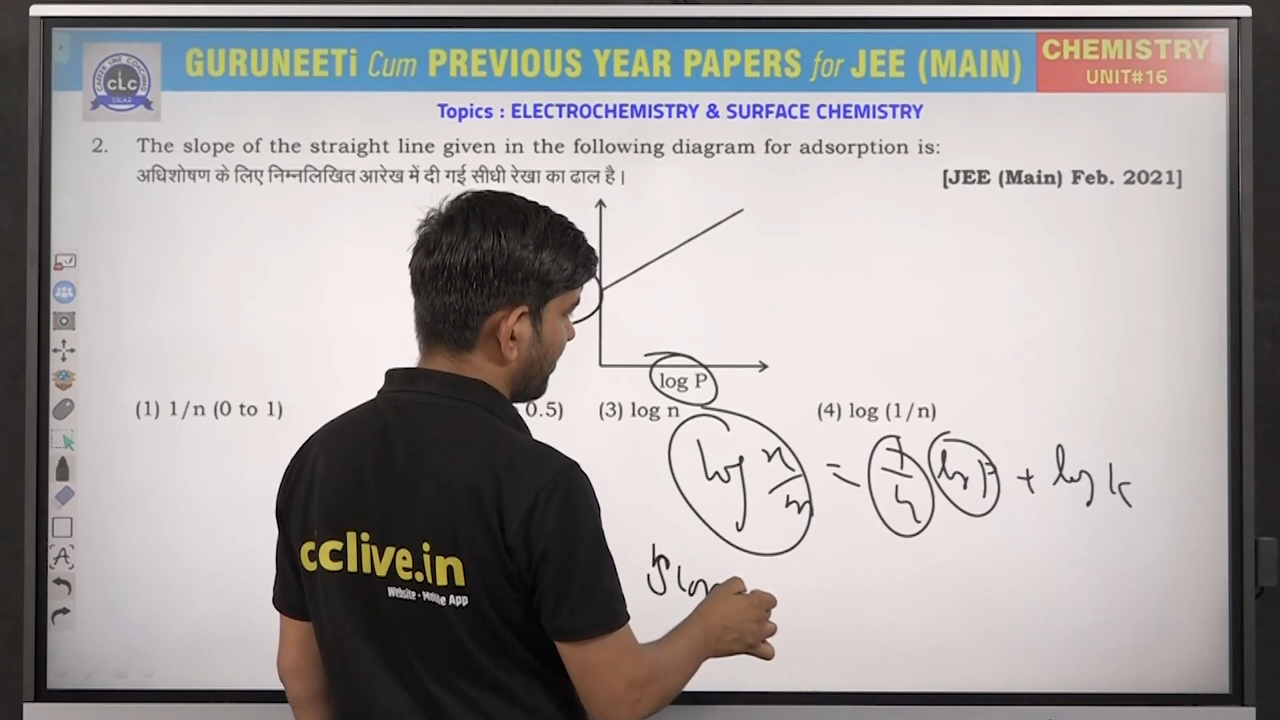 GURUNEETi Cum PREVIOUS YEAR PAPERS for JEE (MAIN)
CHEMISTRY
UNIT#16
CLC
SIKAR
Topics : ELECTROCHEMISTRY & SURFACE CHEMISTRY
2. The slope of the straight line given in the following diagram for adsorption is:
अधिशोषण के लिए निम्नलिखित आरेख में दी गई सीधी रेखा का ढाल है।
[JEE (Main) Feb. 2021]
log P
(1) 1/n (0 to 1) 0.5) (3) log n (4) log (1/n)
log x/m = 1/n log P + log K
Slop
cclive.in
Website - Mobile App